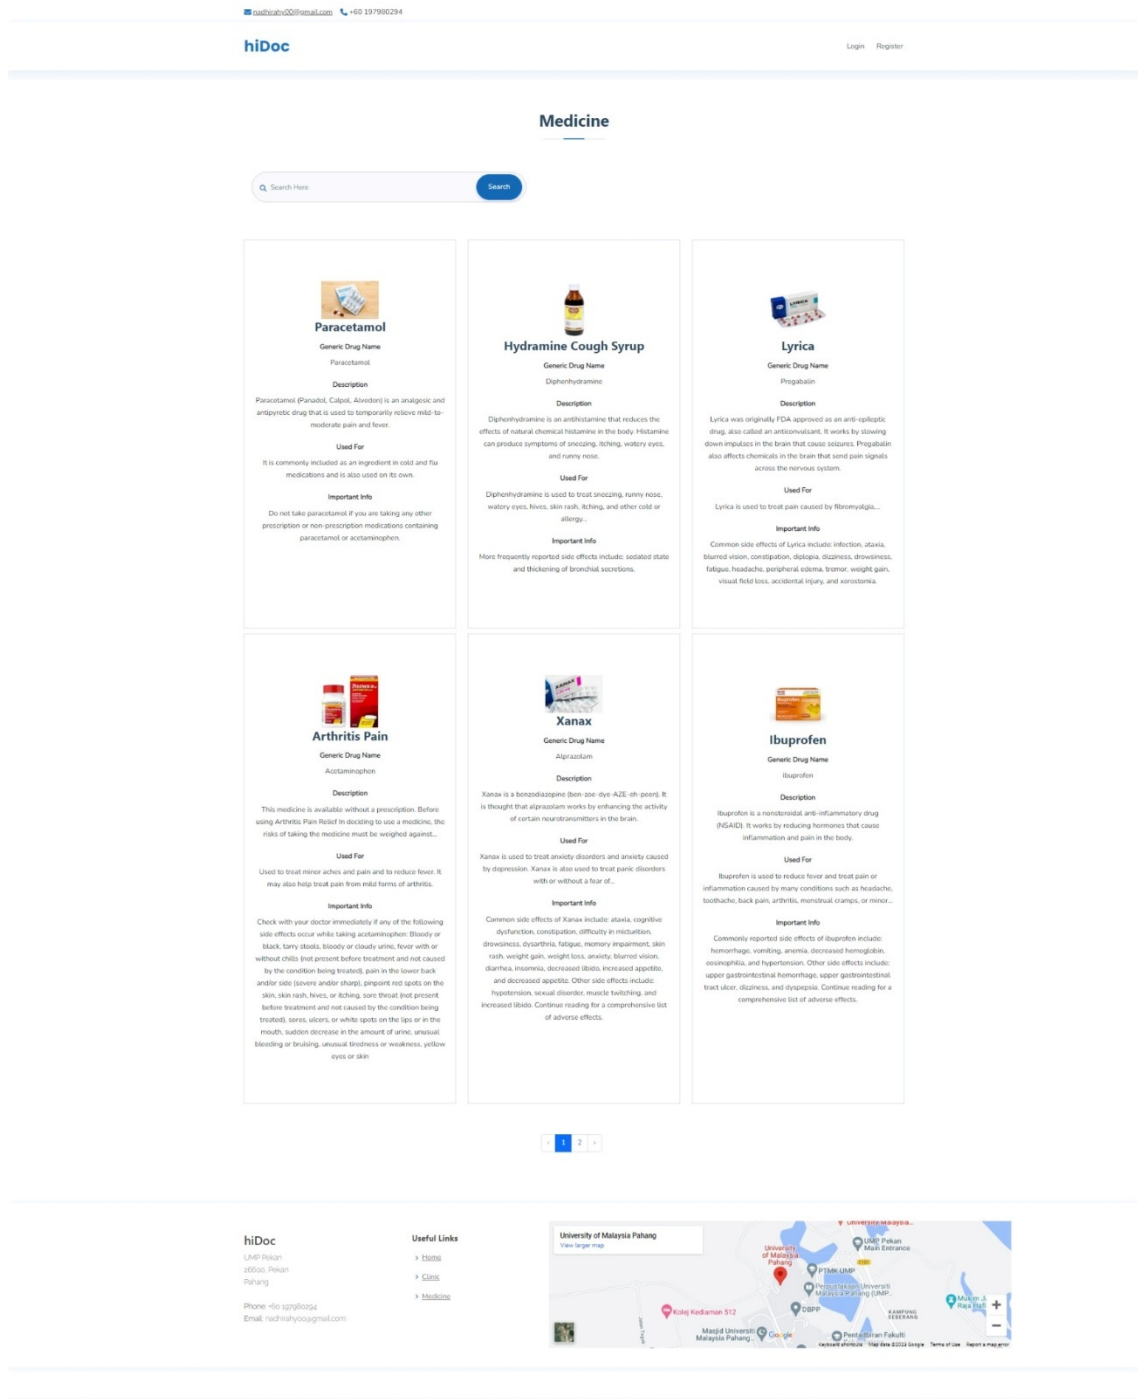 nadhirahy00@gmail.com +60 197980294
hiDoc
Login Register
Medicine
Search Here
Search
Paracetamol
Generic Drug Name
Paracetamol
Description
Paracetamol (Panadol, Calpol, Alvedon) is an analgesic and
antipyretic drug that is used to temporarily relieve mild-to-
moderate pain and fever.
Used For
It is commonly included as an ingredient in cold and flu
medications and is also used on its own.
Important Info
Do not take paracetamol if you are taking any other
prescription or non-prescription medications containing
paracetamol or acetaminophen.
Hydramine Cough Syrup
Generic Drug Name
Diphenhydramine
Description
Diphenhydramine is an antihistamine that reduces the
effects of natural chemical histamine in the body. Histamine
can produce symptoms of sneezing, itching, watery eyes,
and runny nose.
Used For
Diphenhydramine is used to treat sneezing, runny nose,
watery eyes, hives, skin rash, itching, and other cold or
allergy...
Important Info
More frequently reported side effects include: sedated state
and thickening of bronchial secretions.
LYRICA
Lyrica
Generic Drug Name
Pregabalin
Description
Lyrica was originally FDA approved as an anti-epileptic
drug, also called an anticonvulsant. It works by slowing
down impulses in the brain that cause seizures. Pregabalin
also affects chemicals in the brain that send pain signals
across the nervous system.
Used For
Lyrica is used to treat pain caused by fibromyalgia,...
Important Info
Common side effects of Lyrica include: infection, ataxia,
blurred vision, constipation, diplopia, dizziness, drowsiness,
fatigue, headache, peripheral edema, tremor, weight gain,
visual field loss, accidental injury, and xerostomia.
Arthritis Pain
Generic Drug Name
Acetaminophen
Description
This medicine is available without a prescription. Before
using Arthritis Pain Relief In deciding to use a medicine, the
risks of taking the medicine must be weighed against...
Used For
Used to treat minor aches and pain and to reduce fever. It
may also help treat pain from mild forms of arthritis.
Important Info
Check with your doctor immediately if any of the following
side effects occur while taking acetaminophen: Bloody or
black, tarry stools, bloody or cloudy urine, fever with or
without chills (not present before treatment and not caused
by the condition being treated), pain in the lower back
and/or side (severe and/or sharp), pinpoint red spots on the
skin, skin rash, hives, or itching, sore throat (not present
before treatment and not caused by the condition being
treated), sores, ulcers, or white spots on the lips or in the
mouth, sudden decrease in the amount of urine, unusual
bleeding or bruising, unusual tiredness or weakness, yellow
eyes or skin
XANAX
Xanax
Generic Drug Name
Alprazolam
Description
Xanax is a benzodiazepine (ben-zoe-dye-AZE-eh-peen). It
is thought that alprazolam works by enhancing the activity
of certain neurotransmitters in the brain.
Used For
Xanax is used to treat anxiety disorders and anxiety caused
by depression. Xanax is also used to treat panic disorders
with or without a fear of...
Important Info
Common side effects of Xanax include: ataxia, cognitive
dysfunction, constipation, difficulty in micturition,
drowsiness, dysarthria, fatigue, memory impairment, skin
rash, weight gain, weight loss, anxiety, blurred vision,
diarrhea, insomnia, decreased libido, increased appetite,
and decreased appetite. Other side effects include:
hypotension, sexual disorder, muscle twitching, and
increased libido. Continue reading for a comprehensive list
of adverse effects.
Ibuprofen
Ibuprofen
Generic Drug Name
ibuprofen
Description
Ibuprofen is a nonsteroidal anti-inflammatory drug
(NSAID). It works by reducing hormones that cause
inflammation and pain in the body.
Used For
Ibuprofen is used to reduce fever and treat pain or
inflammation caused by many conditions such as headache,
toothache, back pain, arthritis, menstrual cramps, or minor...
Important Info
Commonly reported side effects of ibuprofen include:
hemorrhage, vomiting, anemia, decreased hemoglobin,
eosinophilia, and hypertension. Other side effects include:
upper gastrointestinal hemorrhage, upper gastrointestinal
tract ulcer, dizziness, and dyspepsia. Continue reading for a
comprehensive list of adverse effects.
‹ 1 2 ›
hiDoc
UMP Pekan
26600, Pekan
Pahang
Phone: +60 197980294
Email: nadhirahy00@gmail.com
Useful Links
Home
Clinic
Medicine
University of Malaysia Pahang
View larger map
University Malaysia...
UMP Pekan
Main Entrance
University
of Malaysia
Pahang
PTMK UMP
Perpustakaan Universiti
Malaysia Pahang (UMP...
Kolej Kediaman 512
DBPP
KAMPUNG
SEBERANG
Masjid Universiti
Malaysia Pahang...
Google
Pentadbiran Fakulti
+
−
Keyboard shortcuts Map data ©2023 Google Terms of Use Report a map error